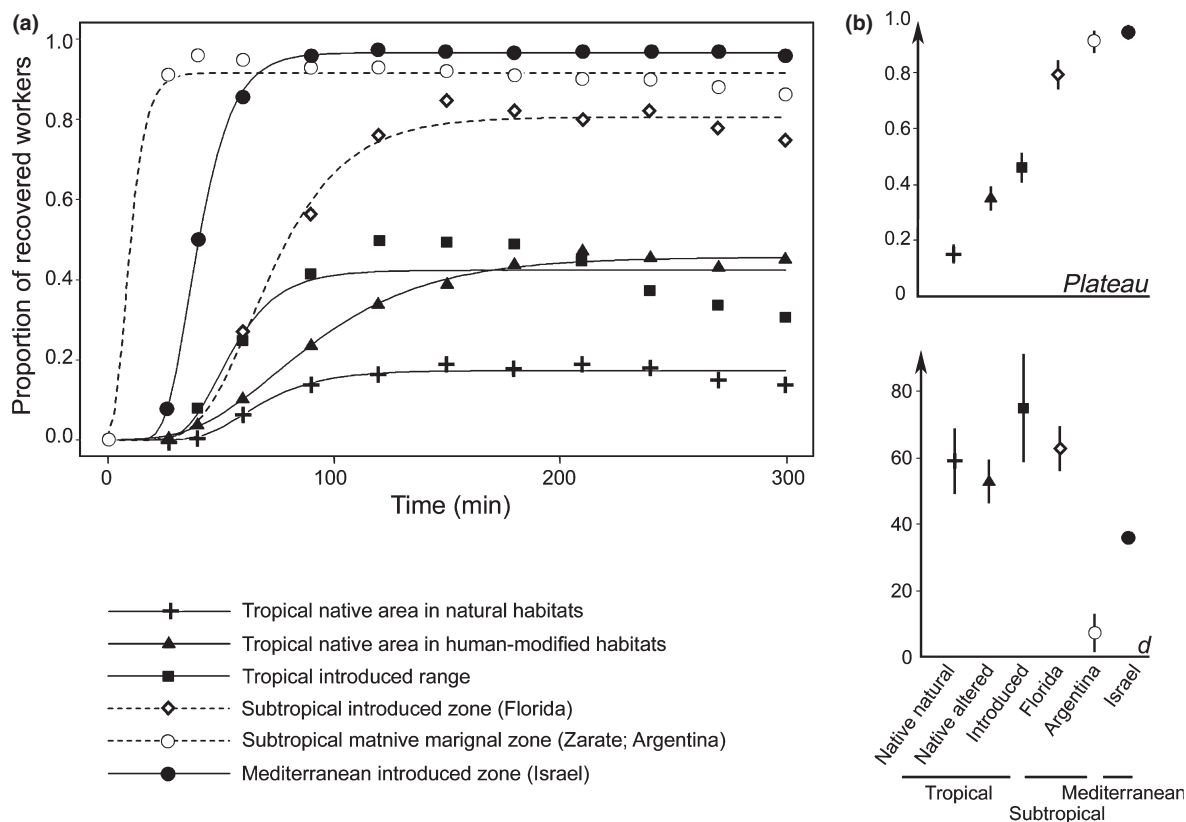 (a)
Proportion of recovered workers
1.0
0.8
0.6
0.4
0.2
0.0
0
100
200
300
Time (min)
Tropical native area in natural habitats
Tropical native area in human-modified habitats
Tropical introduced range
Subtropical introduced zone (Florida)
Subtropical matnive marignal zone (Zarate; Argentina)
Mediterranean introduced zone (Israel)
(b)
1.0
0.8
0.6
0.4
0.2
0
Plateau
80
60
40
20
0
d
Native natural
Native altered
Introduced
Florida
Argentina
Israel
Tropical
Subtropical
Mediterranean